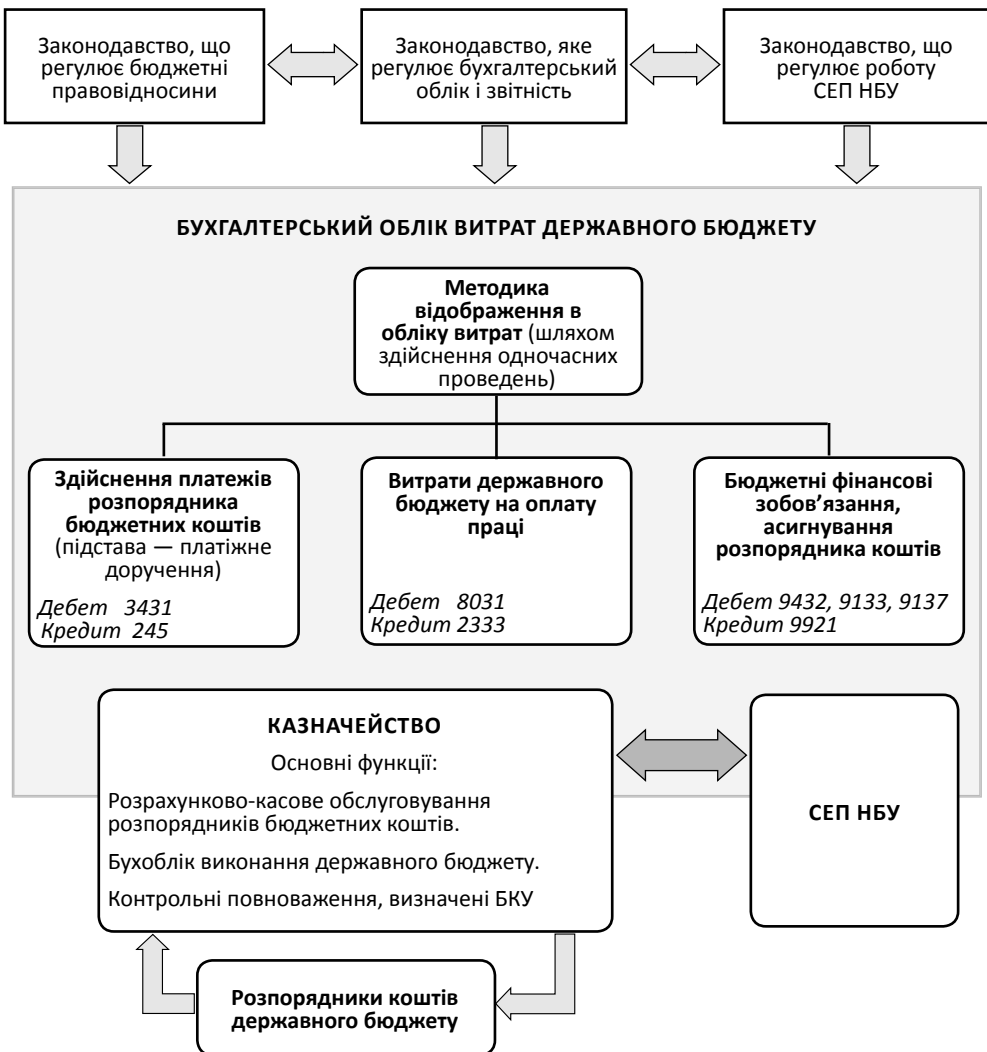 Законодавство, що
регулює бюджетні
правовідносини
Законодавство, яке
регулює бухгалтерський
облік і звітність
Законодавство, що
регулює роботу
СЕП НБУ
БУХГАЛТЕРСЬКИЙ ОБЛІК ВИТРАТ ДЕРЖАВНОГО БЮДЖЕТУ
Методика
відображення в
обліку витрат (шляхом
здійснення одночасних
проведень)
Здійснення платежів
розпорядника
бюджетних коштів
(підстава — платіжне
доручення)
Дебет 3431
Кредит 245
Витрати державного
бюджету на оплату
праці
Дебет 8031
Кредит 2333
Бюджетні фінансові
зобов’язання,
асигнування
розпорядника коштів
Дебет 9432, 9133, 9137
Кредит 9921
КАЗНАЧЕЙСТВО
Основні функції:
Розрахунково-касове обслуговування
розпорядників бюджетних коштів.
Бухоблік виконання державного бюджету.
Контрольні повноваження, визначені БКУ
СЕП НБУ
Розпорядники коштів
державного бюджету